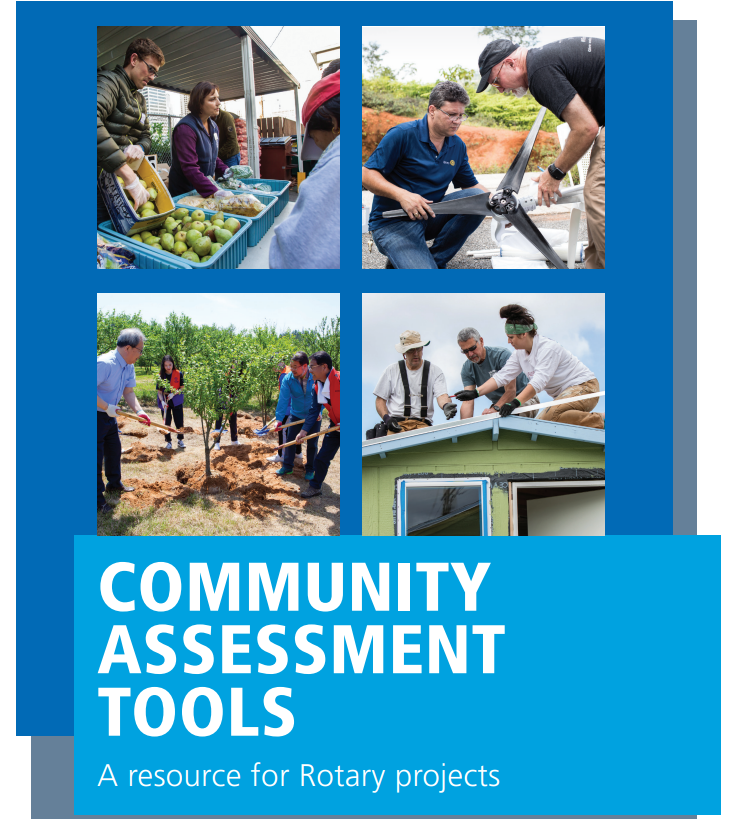 COMMUNITY
ASSESSMENT
TOOLS
A resource for Rotary projects